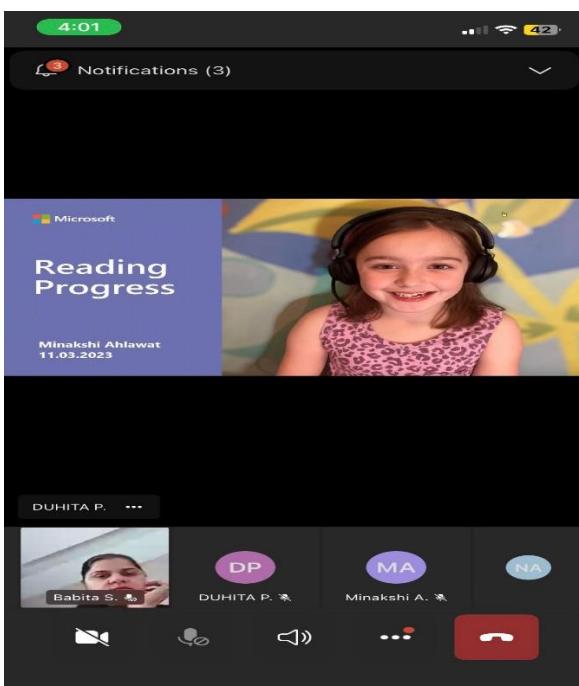 4:01
42
3
Notifications (3)
Microsoft
Reading
Progress
Minakshi Ahlawat
11.03.2023
DUHITA P.
DP
MA
NA
Babita S.
DUHITA P.
Minakshi A.